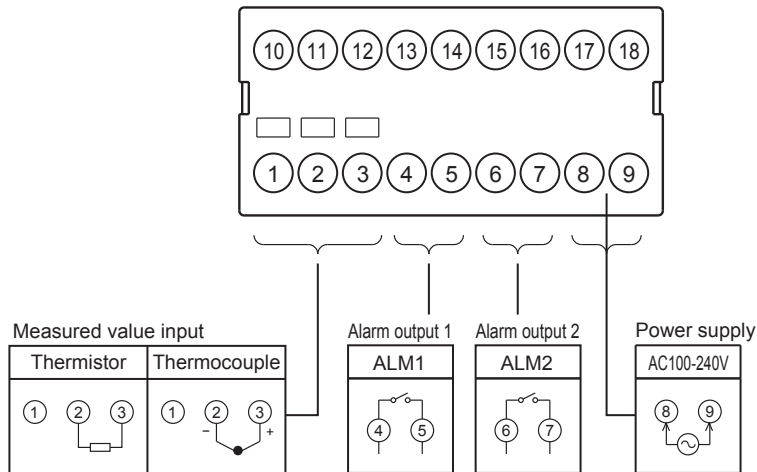 10 11 12 13 14 15 16 17 18
1 2 3 4 5 6 7 8 9
Measured value input
Thermistor Thermocouple
1 2 3 1 2 3
− +
Alarm output 1
ALM1
4 5
Alarm output 2
ALM2
6 7
Power supply
AC100-240V
8 9